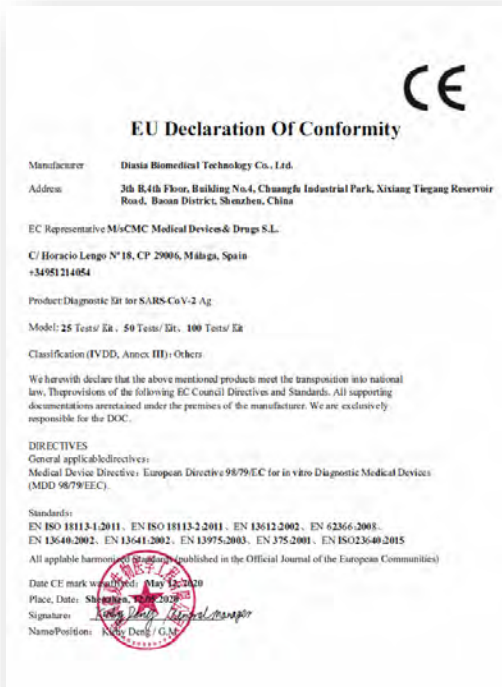 CE
EU Declaration Of Conformity
Manufacturer Diasia Biomedical Technology Co., Ltd.
Address 3th B,4th Floor, Building No.4, Chuangfu Industrial Park, Xixiang Tiegang Reservoir
Road, Baoan District, Shenzhen, China
EC Representative M/sCMC Medical Devices& Drugs S.L.
C/ Horacio Lengo Nº 18, CP 29006, Málaga, Spain
+34951214054
Product:Diagnostic Kit for SARS-CoV-2 Ag
Model: 25 Tests/ Kit、50 Tests/ Kit、100 Tests/ Kit
Classification (IVDD, Annex III): Others
We herewith declare that the above mentioned products meet the transposition into national
law, Theprovisions of the following EC Council Directives and Standards. All supporting
documentations areretained under the premises of the manufacturer. We are exclusively
responsible for the DOC.
DIRECTIVES
General applicabledirectives:
Medical Device Directive: European Directive 98/79/EC for in vitro Diagnostic Medical Devices
(MDD 98/79/EEC).
Standards:
EN ISO 18113-1:2011、EN ISO 18113-2:2011、EN 13612:2002、EN 62366:2008、
EN 13640:2002、EN 13641:2002、EN 13975:2003、EN 375:2001、EN ISO23640:2015
All applable harmonized Standards (published in the Official Journal of the European Communities)
Date CE mark was affixed: May 12, 2020
Place, Date: Shenzhen, 2020
Signature: Kitty Deng General manager
Name/Position: Kitty Deng / G.M